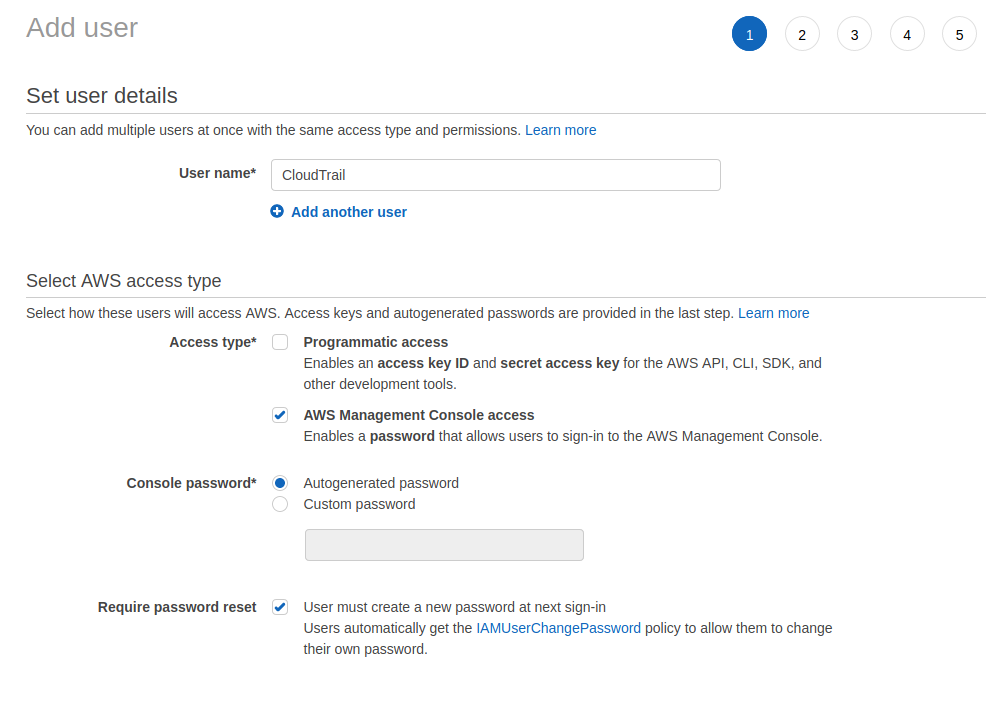 Add user
1 2 3 4 5
Set user details
You can add multiple users at once with the same access type and permissions. Learn more
User name* CloudTrail
Add another user
Select AWS access type
Select how these users will access AWS. Access keys and autogenerated passwords are provided in the last step. Learn more
Access type* Programmatic access
Enables an access key ID and secret access key for the AWS API, CLI, SDK, and
other development tools.
AWS Management Console access
Enables a password that allows users to sign-in to the AWS Management Console.
Console password* Autogenerated password
Custom password
Require password reset User must create a new password at next sign-in
Users automatically get the IAMUserChangePassword policy to allow them to change
their own password.